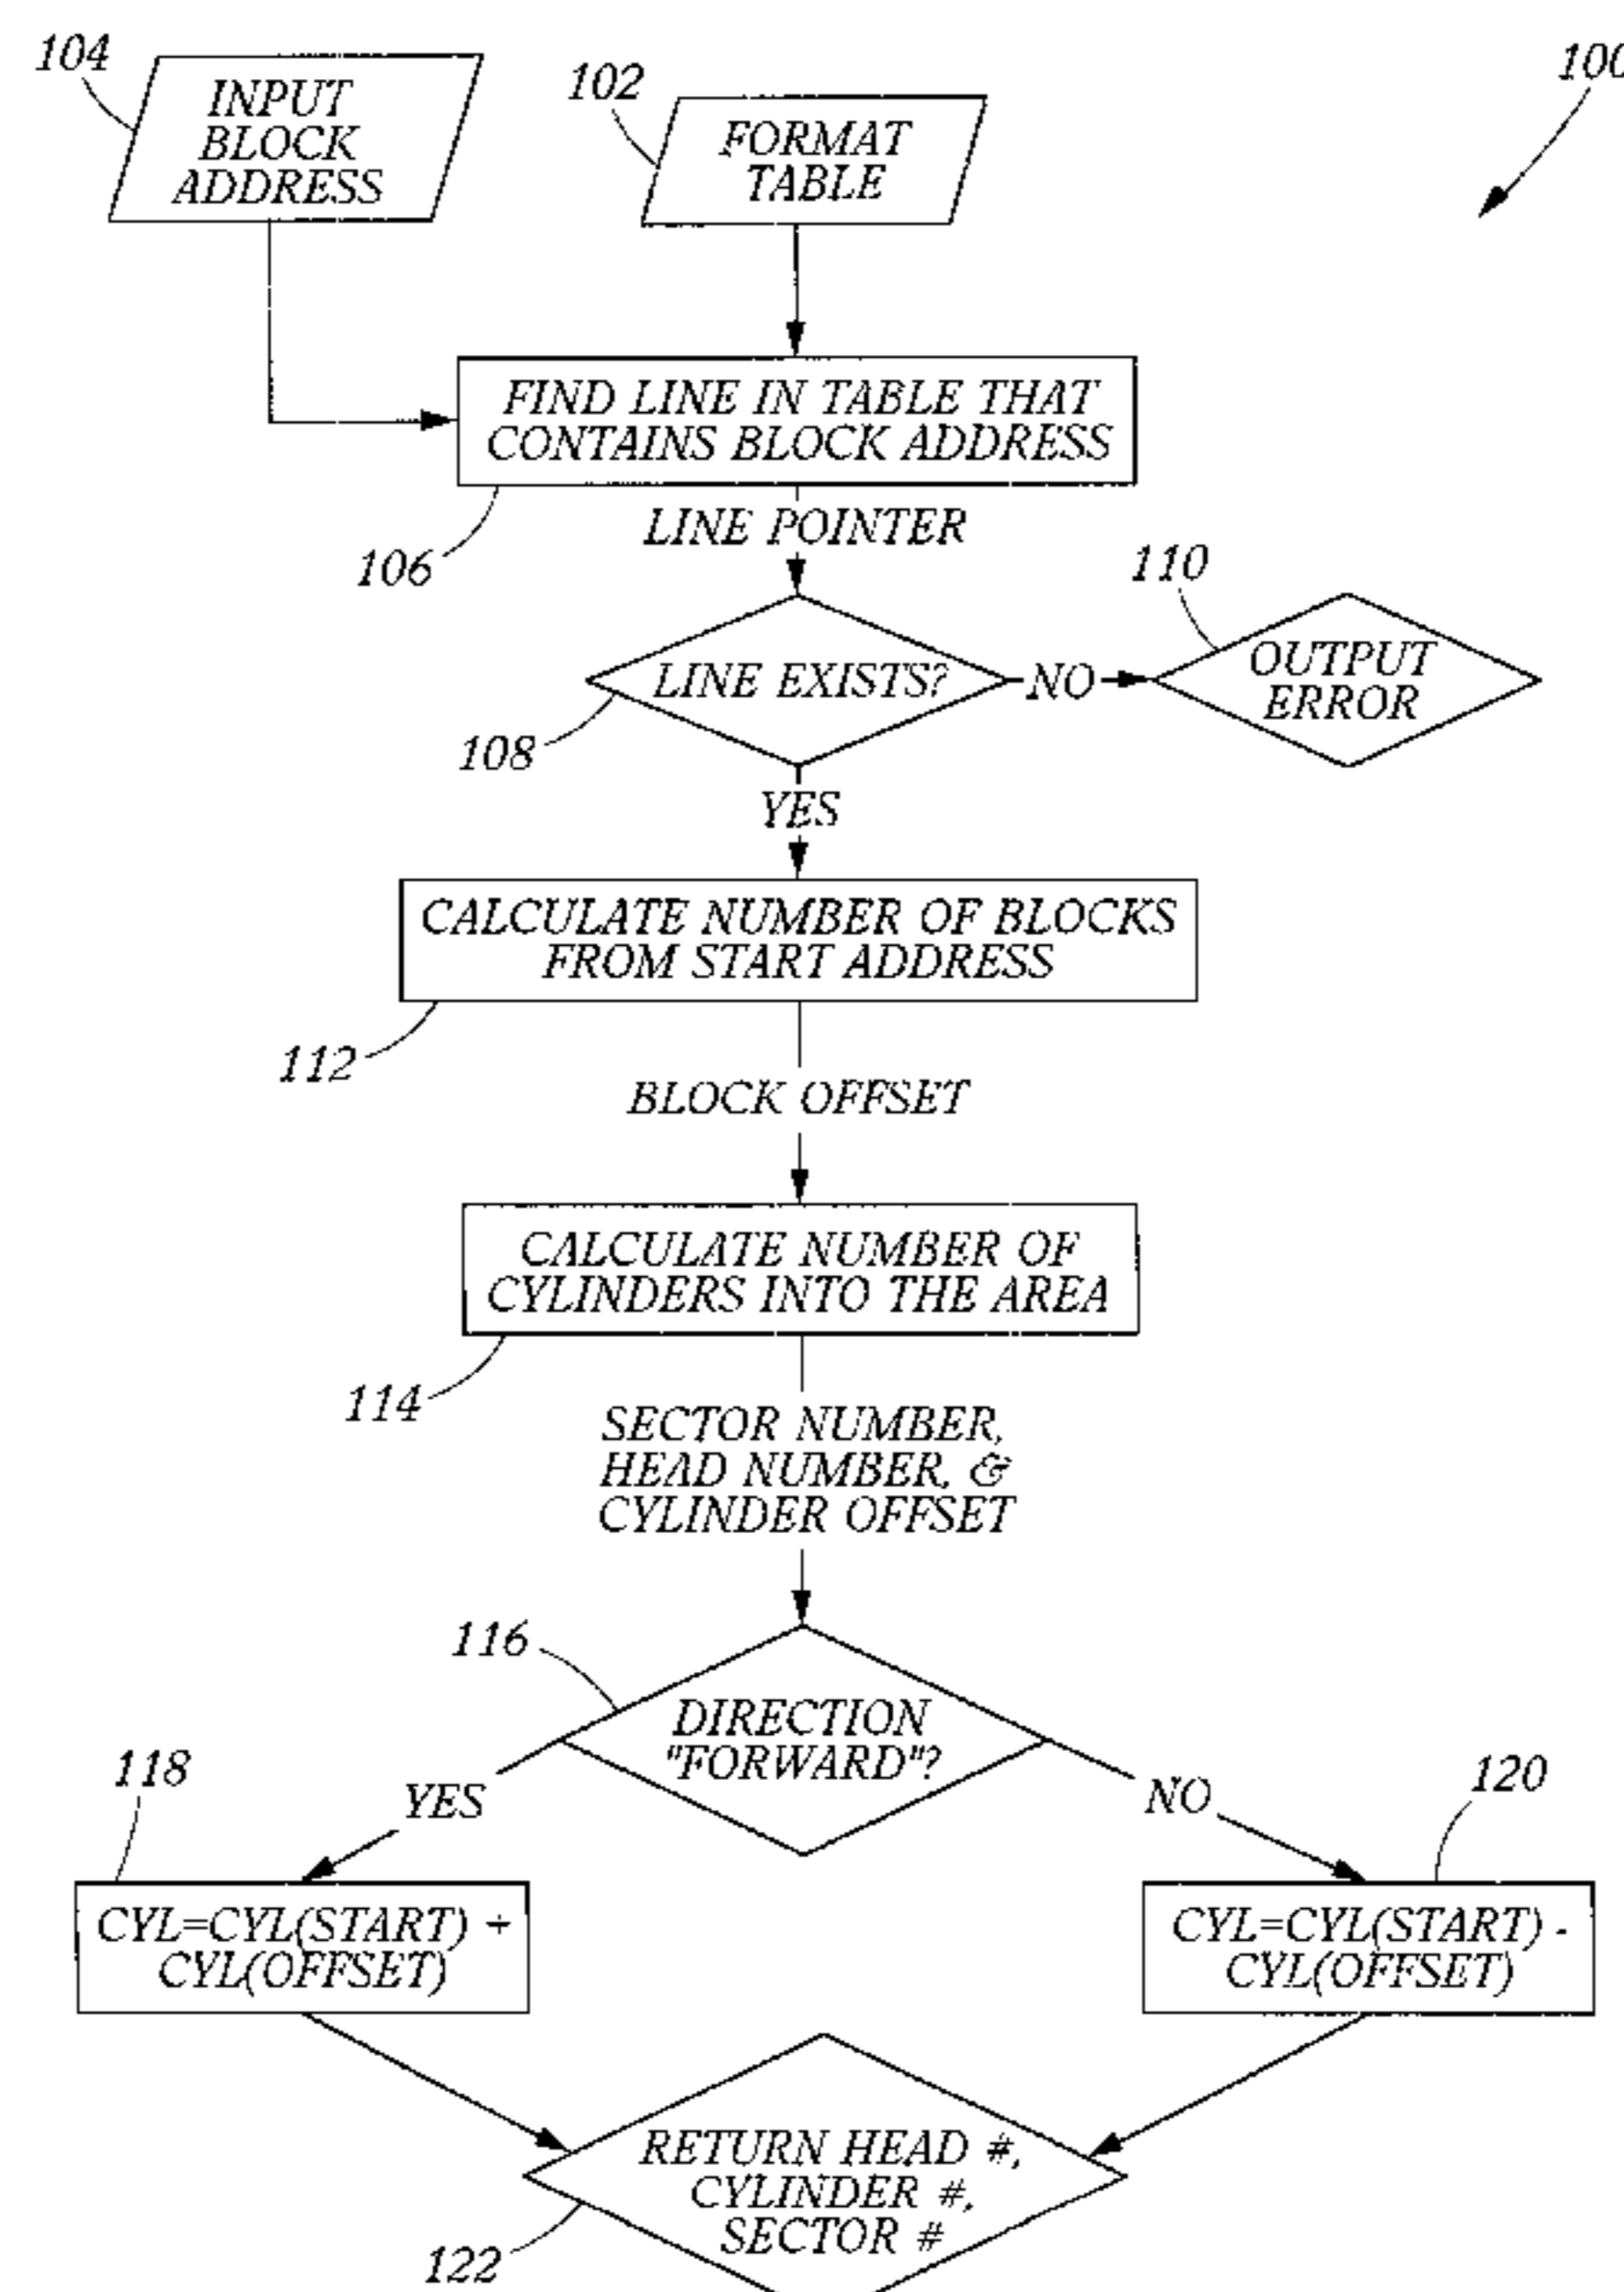 104
INPUT
BLOCK
ADDRESS
102
FORMAT
TABLE
100
FIND LINE IN TABLE THAT
CONTAINS BLOCK ADDRESS
106
LINE POINTER
LINE EXISTS?
108
NO
110
OUTPUT
ERROR
YES
CALCULATE NUMBER OF BLOCKS
FROM START ADDRESS
112
BLOCK OFFSET
CALCULATE NUMBER OF
CYLINDERS INTO THE AREA
114
SECTOR NUMBER,
HEAD NUMBER, &
CYLINDER OFFSET
116
DIRECTION
"FORWARD"?
118
YES
NO
120
CYL=CYL(START) +
CYL(OFFSET)
CYL=CYL(START) -
CYL(OFFSET)
RETURN HEAD #,
CYLINDER #,
SECTOR #
122